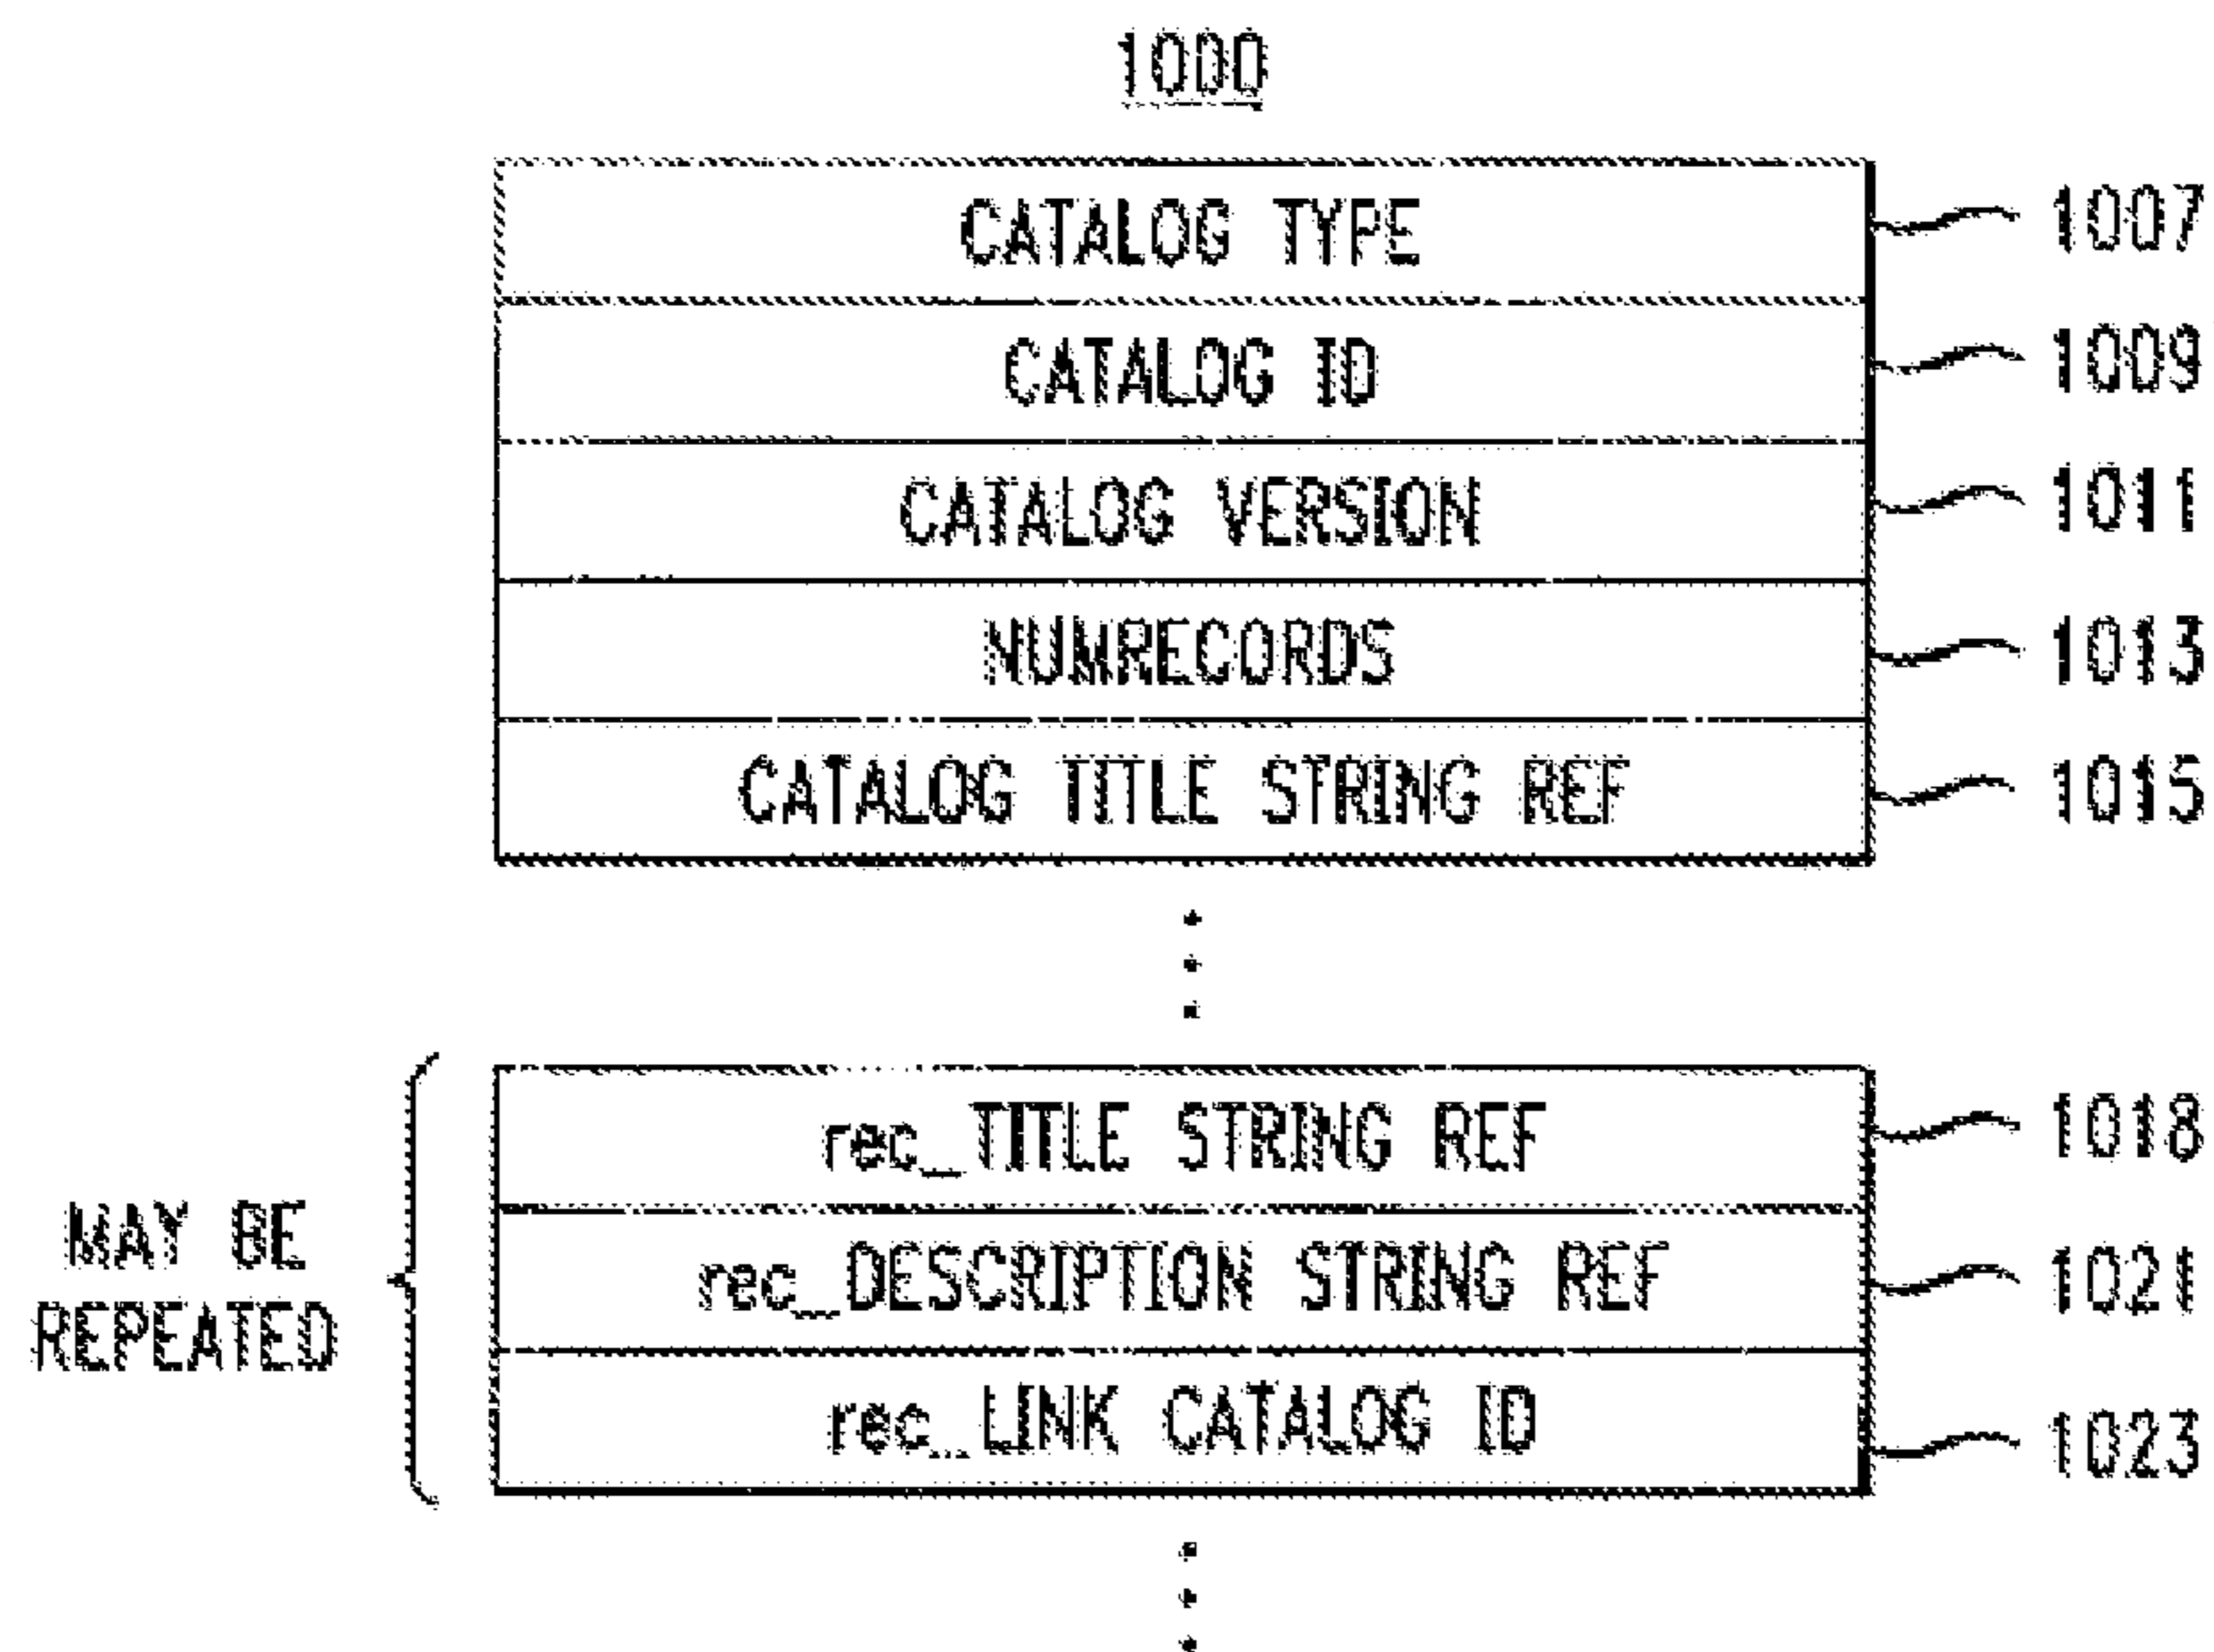 1000
CATALOG TYPE 1007
CATALOG ID 1009
CATALOG VERSION 1011
NUMRECORDS 1013
CATALOG TITLE STRING REF 1015
rec_TITLE STRING REF 1018
MAY BE
REPEATED
rec_DESCRIPTION STRING REF 1021
rec_LINK CATALOG ID 1023